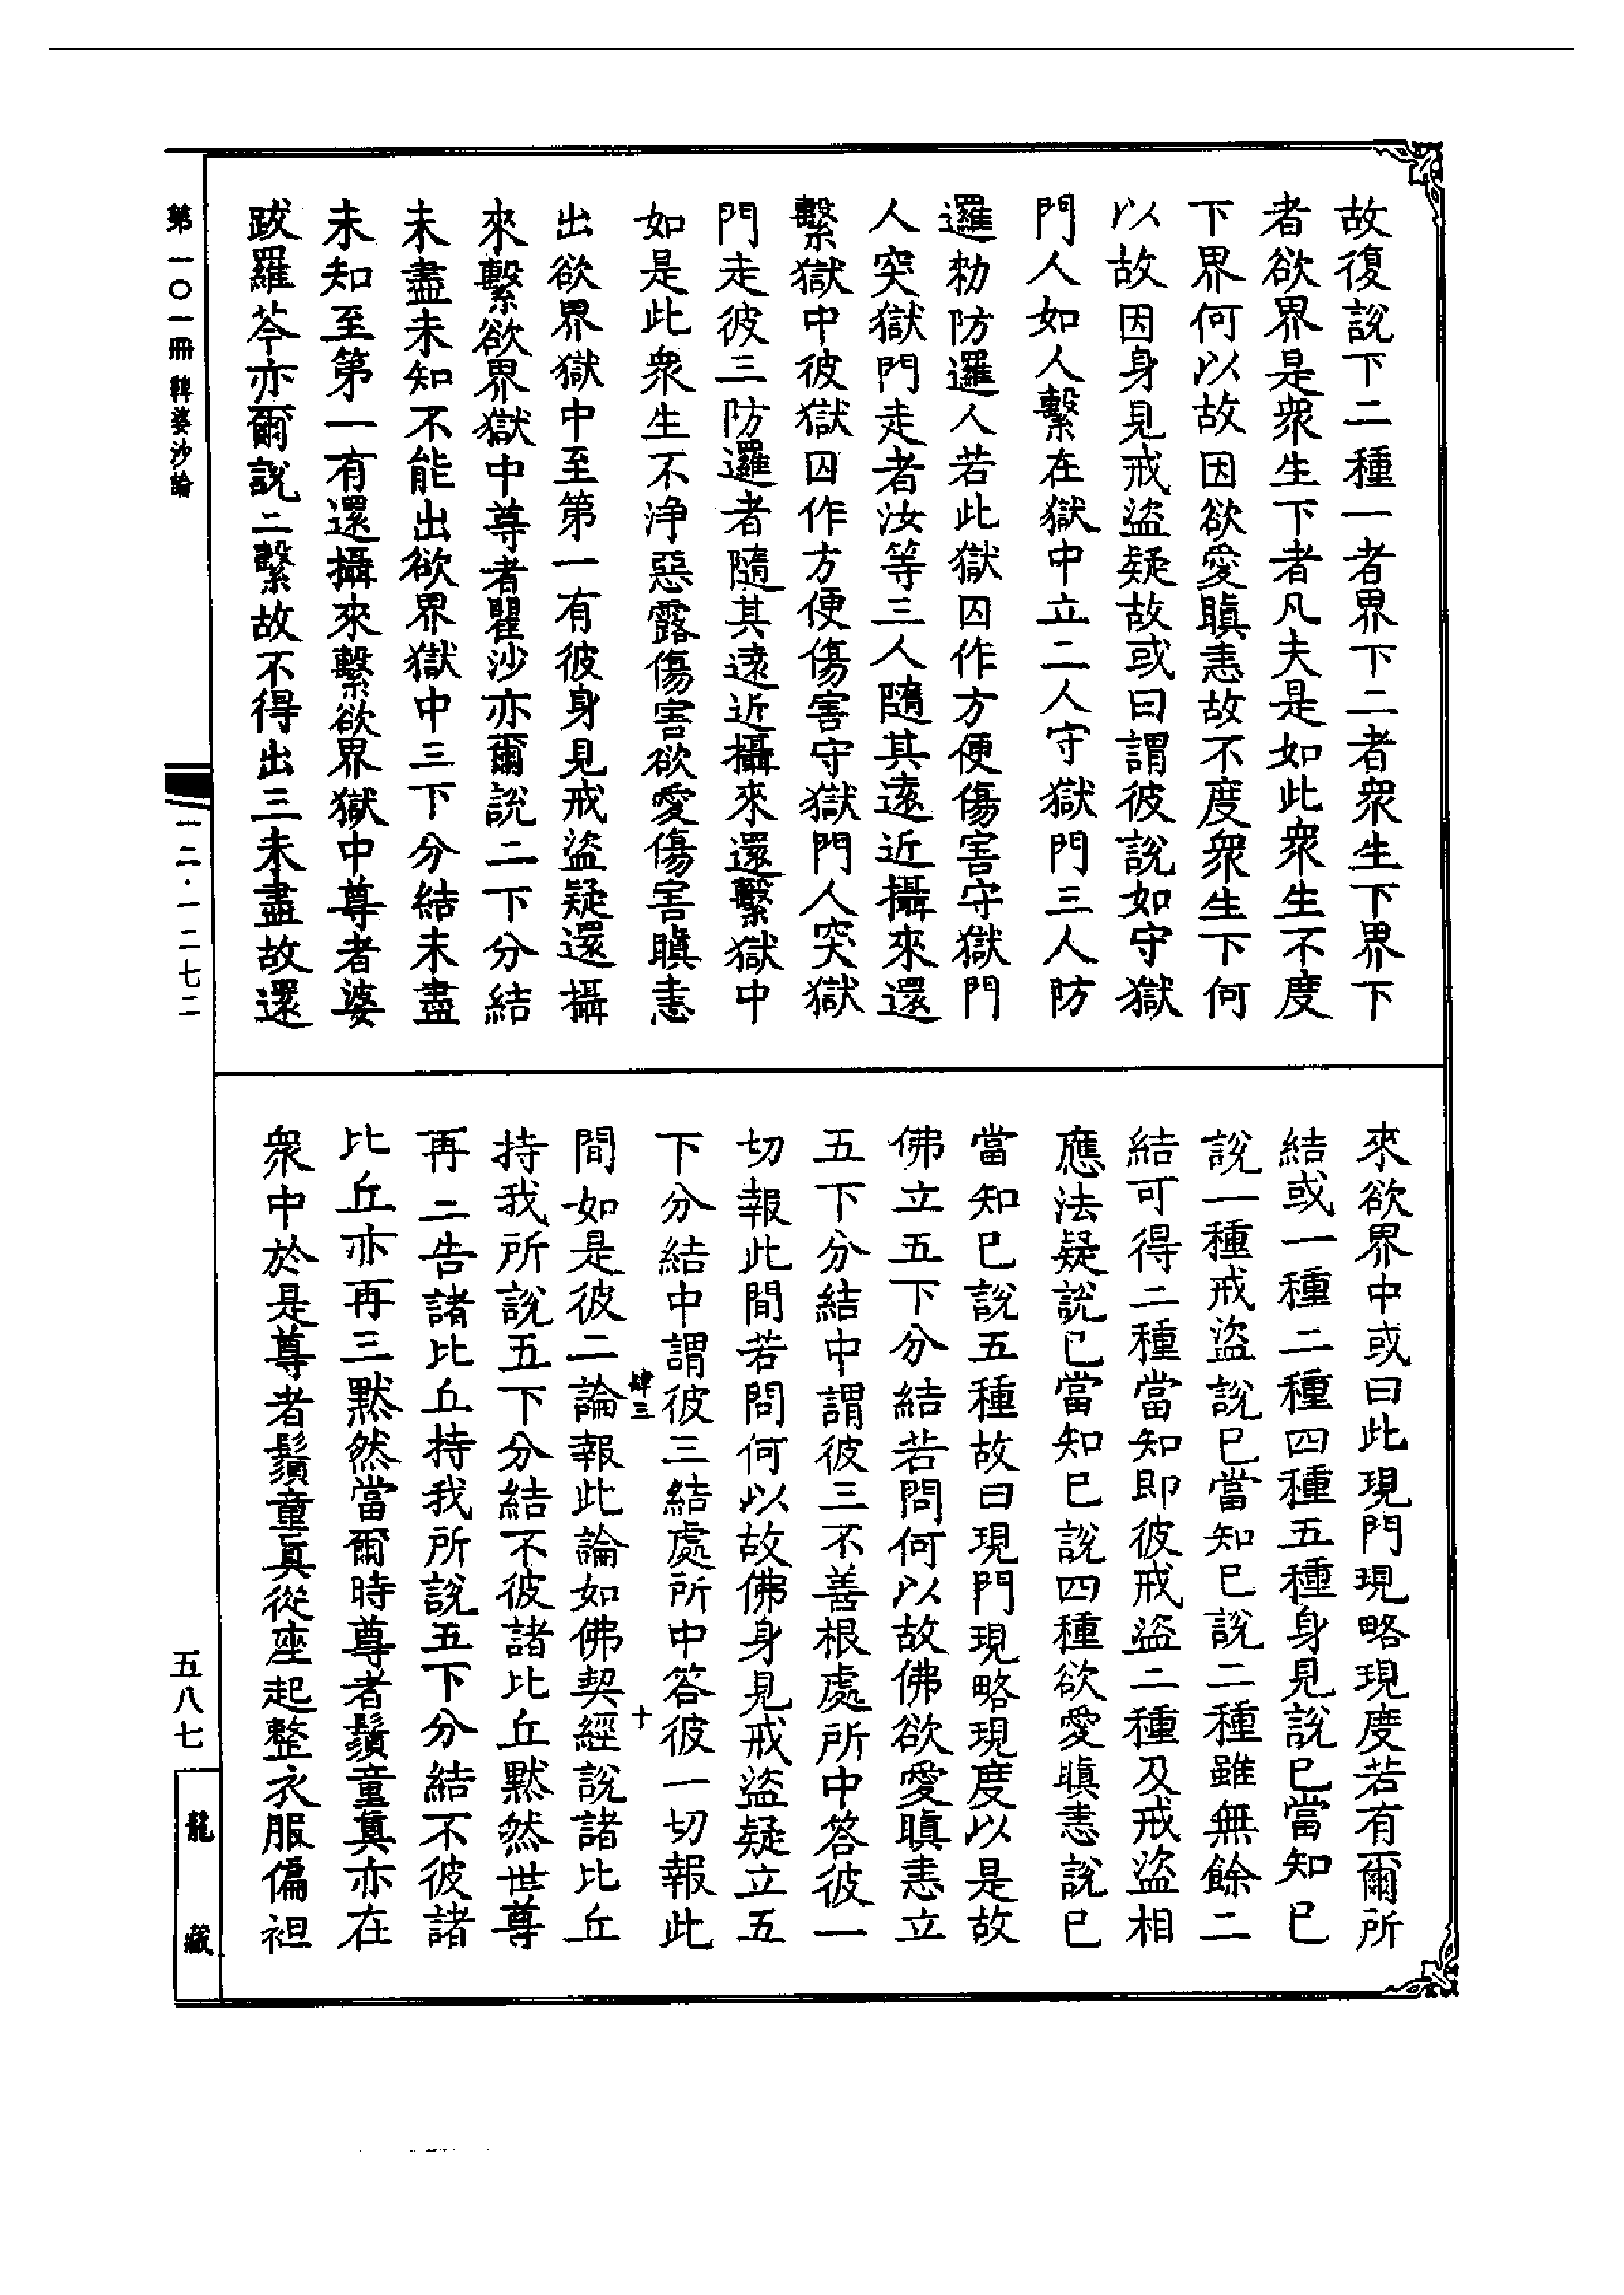 故復說下二種一者界下二者衆生下界下
者欲界是衆生下者凡夫是如此衆生不度
下界何以故因欲愛瞋恚故不度衆生下何
以故因身見戒盜疑故或曰謂彼說如守獄
門人如人繫在獄中立二人守獄門三人防
邏勑防邏人若此獄囚作方便傷害守獄門
人突獄門走者汝等三人隨其遠近攝來還
繫獄中彼獄囚作方便傷害守獄門人突獄
門走彼三防邏者隨其遠近攝來還繫獄中
如是此衆生不淨惡露傷害欲愛傷害瞋恚
出欲界獄中至第一有彼身見戒盜疑還攝
來繫欲界獄中尊者瞿沙亦爾說二下分結
未盡未知不能出欲界獄中三下分結未盡
未知至第一有還攝來繫欲界獄中尊者婆
跋羅茶亦爾說二繫故不得出三未盡故還
來欲界中或曰此現門現略現度若有爾所
結或一種二種四種五種身見說已當知已
說一種戒盜說已當知已說二種雖無餘二
結可得二種當知即彼戒盜二種及戒盜相
應法疑說已當知已說四種欲愛瞋恚說已
當知已說五種故曰現門現略現度以是故
佛立五下分結若問何以故佛欲愛瞋恚立
五下分結中謂彼三不善根處所中答彼一
切報此間若問何以故佛身見戒盜疑立五
下分結中謂彼三結處所中答彼一切報此
肆三 十
間如是彼二論報此論如佛契經說諸比丘
持我所說五下分結不彼諸比丘默然世尊
再二告諸比丘持我所說五下分結不彼諸
比丘亦再三默然當爾時尊者鬚童真亦在
衆中於是尊者鬚童真從座起整衣服偏袒
第一〇一冊 鞞婆沙論
一二·一二七二
五八七
龍藏